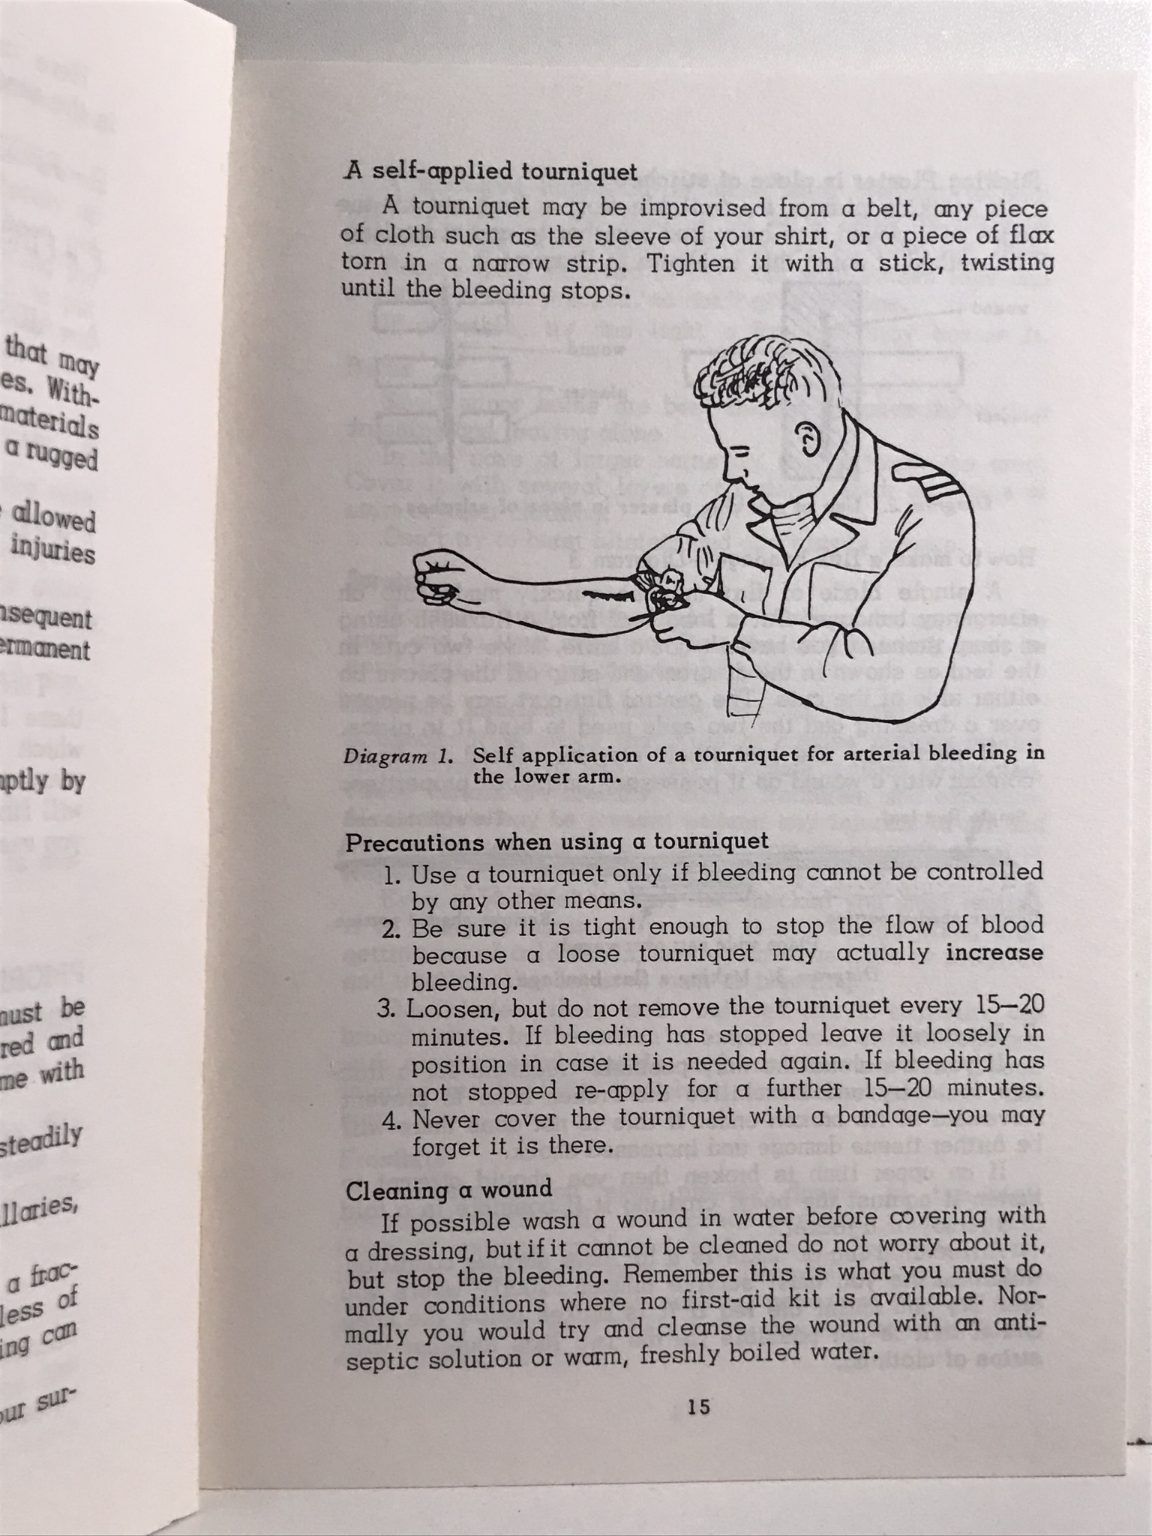 that may
es. With-
materials
a rugged
allowed
injuries
nsequent
ermanent
mptly by
must be
red and
me with
steadily
llaries,
a frac-
less of
ing can
our sur-
A self-applied tourniquet
A tourniquet may be improvised from a belt, any piece
of cloth such as the sleeve of your shirt, or a piece of flax
torn in a narrow strip. Tighten it with a stick, twisting
until the bleeding stops.
Diagram 1. Self application of a tourniquet for arterial bleeding in
the lower arm.
Precautions when using a tourniquet
1. Use a tourniquet only if bleeding cannot be controlled
by any other means.
2. Be sure it is tight enough to stop the flow of blood
because a loose tourniquet may actually increase
bleeding.
3. Loosen, but do not remove the tourniquet every 15—20
minutes. If bleeding has stopped leave it loosely in
position in case it is needed again. If bleeding has
not stopped re-apply for a further 15—20 minutes.
4. Never cover the tourniquet with a bandage—you may
forget it is there.
Cleaning a wound
If possible wash a wound in water before covering with
a dressing, but if it cannot be cleaned do not worry about it,
but stop the bleeding. Remember this is what you must do
under conditions where no first-aid kit is available. Nor-
mally you would try and cleanse the wound with an anti-
septic solution or warm, freshly boiled water.
15